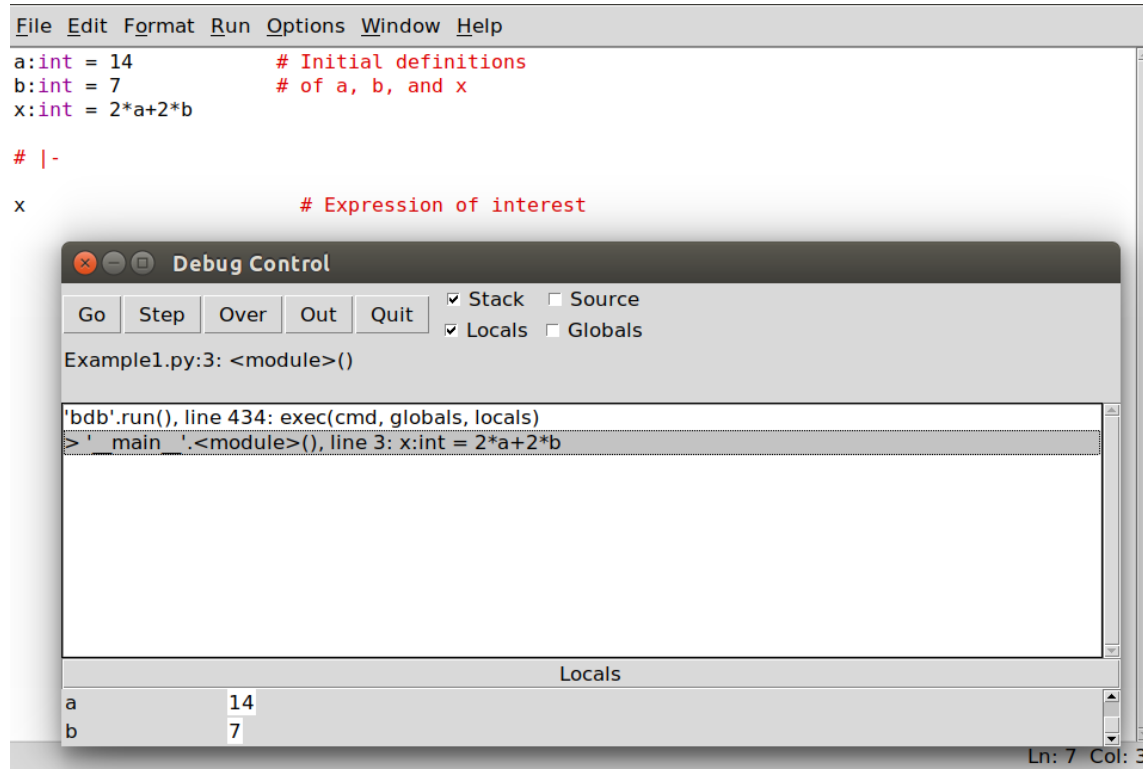 File Edit Format Run Options Window Help
a:int = 14 # Initial definitions
b:int = 7 # of a, b, and x
x:int = 2*a+2*b
# |-
x # Expression of interest
Debug Control
Go Step Over Out Quit Stack Source
Locals Globals
Example1.py:3: <module>()
'bdb'.run(), line 434: exec(cmd, globals, locals)
> '__main__'.<module>(), line 3: x:int = 2*a+2*b
Locals
a 14
b 7
Ln: 7 Col: 3